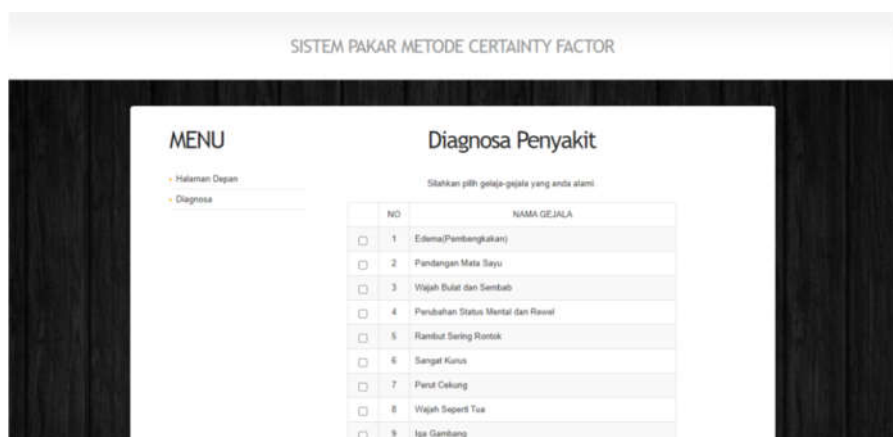 SISTEM PAKAR METODE CERTAINTY FACTOR
MENU
Halaman Depan
Diagnosa
Diagnosa Penyakit
Silahkan pilih gelaja-gejala yang anda alami
NO NAMA GEJALA
1 Edema(Pembengkakan)
2 Pandangan Mata Sayu
3 Wajah Bulat dan Sembab
4 Perubahan Status Mental dan Rewel
5 Rambut Sering Rontok
6 Sangat Kurus
7 Perut Cekung
8 Wajah Seperti Tua
9 Iga Gambang